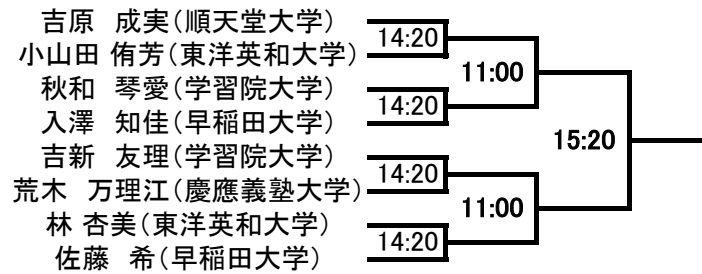 吉原　成実（順天堂大学）
14:20
小山田 侑芳（東洋英和大学）
11:00
秋和　琴愛（学習院大学）
14:20
入澤　知佳（早稲田大学）
15:20
吉新　友理（学習院大学）
14:20
荒木　万理江（慶應義塾大学）
11:00
林 杏美（東洋英和大学）
14:20
佐藤　希（早稲田大学）